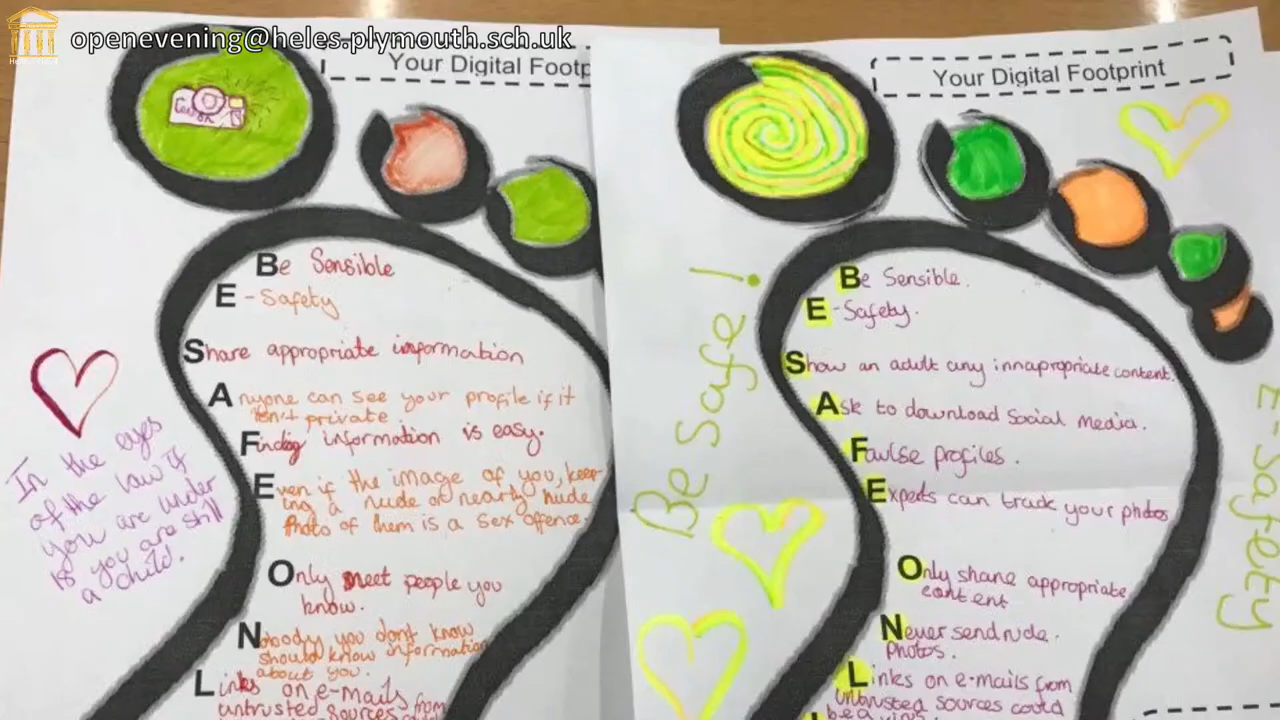 openevening@heles.plymouth.sch.uk
Your Digital Footp
Canon
Be Sensible
E - Safety
Share appropriate information
Anyone can see your profile if it
isn't private
Finding information is easy.
Even if the image of you, keep-
ing a nude or nearly nude
Photo of them is a sex offence.
Only meet people you
know.
Nobody you dont know
should know information
about you.
Links on e-mails
untrusted sources
In the eyes
of the law if
you are under
18 you are still
a child.
Your Digital Footprint
Be Sensible.
E - Safety.
Show an adult any innapropriate content.
Ask to download social media.
Faulse profiles.
Experts can track your photos
Only share appropriate
content
Never send nude.
Photos.
Links on e-mails from
untrusted sources could
be a virus
Be Safe!
E-Safety